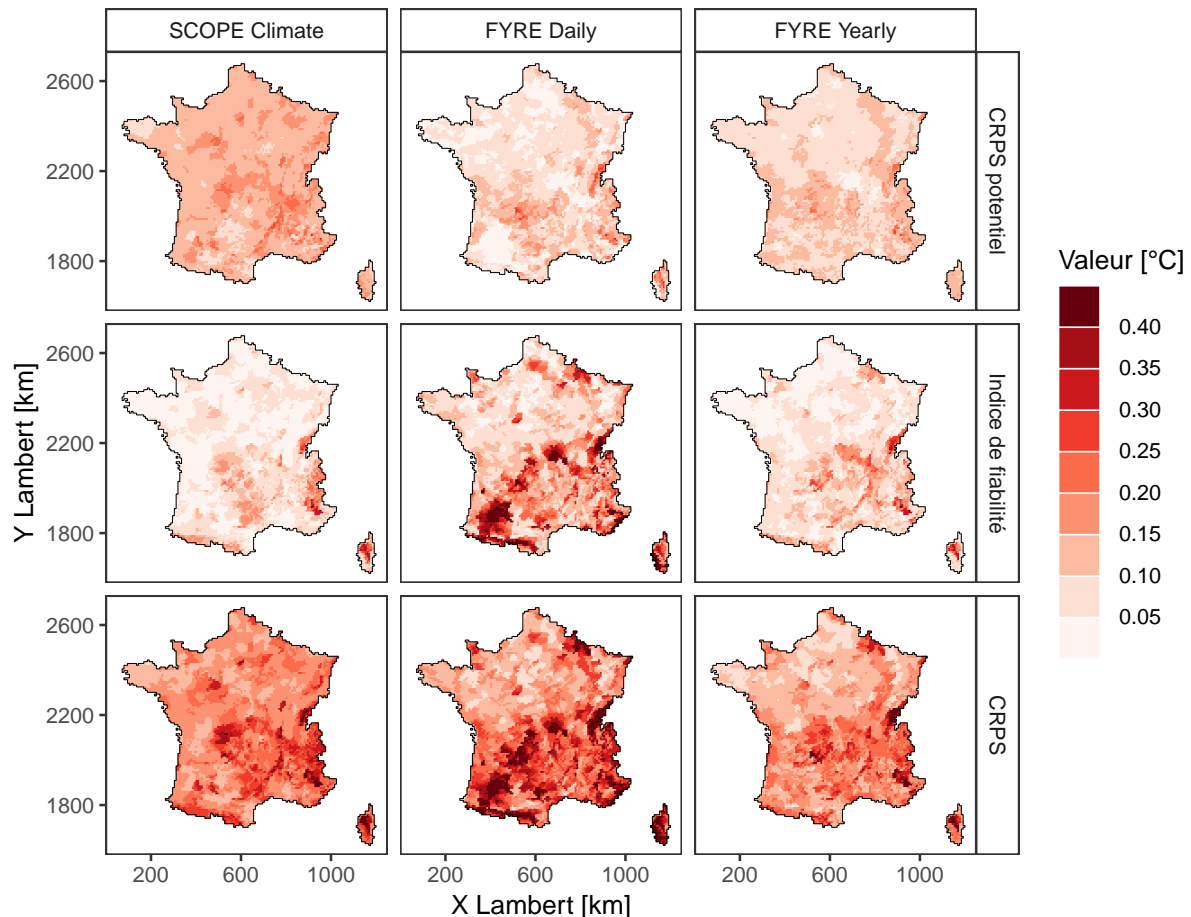 SCOPE Climate
FYRE Daily
FYRE Yearly
2600
2200
1800
CRPS potentiel
2600
2200
1800
Indice de fiabilité
2600
2200
1800
CRPS
200
600
1000
200
600
1000
200
600
1000
X Lambert [km]
Y Lambert [km]
Valeur [°C]
0.40
0.35
0.30
0.25
0.20
0.15
0.10
0.05